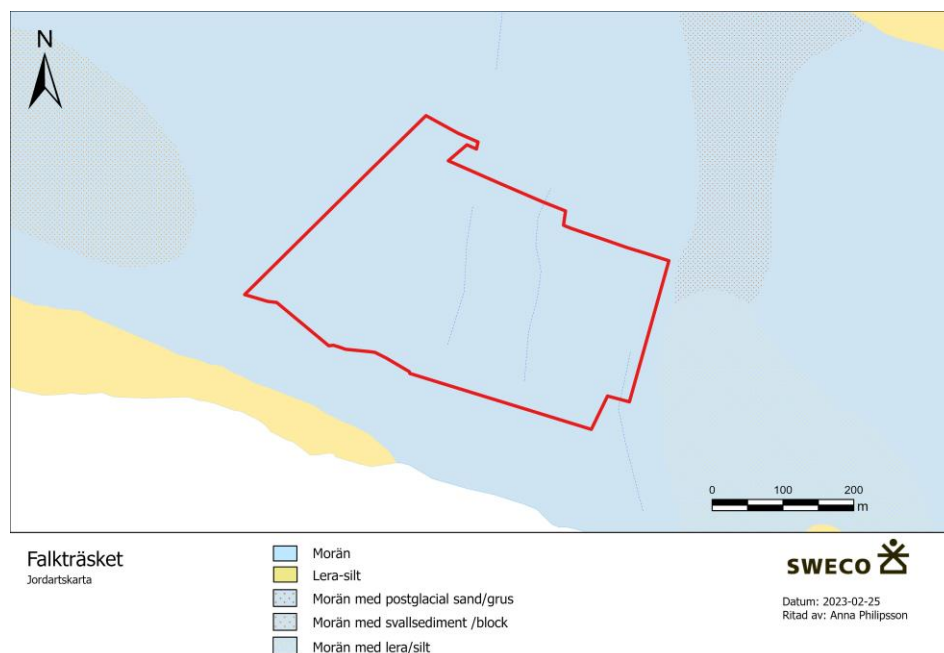 N
0 100 200
m
Falkträsket
Jordartskarta
Morän
Lera-silt
Morän med postglacial sand/grus
Morän med svallsediment /block
Morän med lera/silt
SWECO
Datum: 2023-02-25
Ritad av: Anna Philipsson